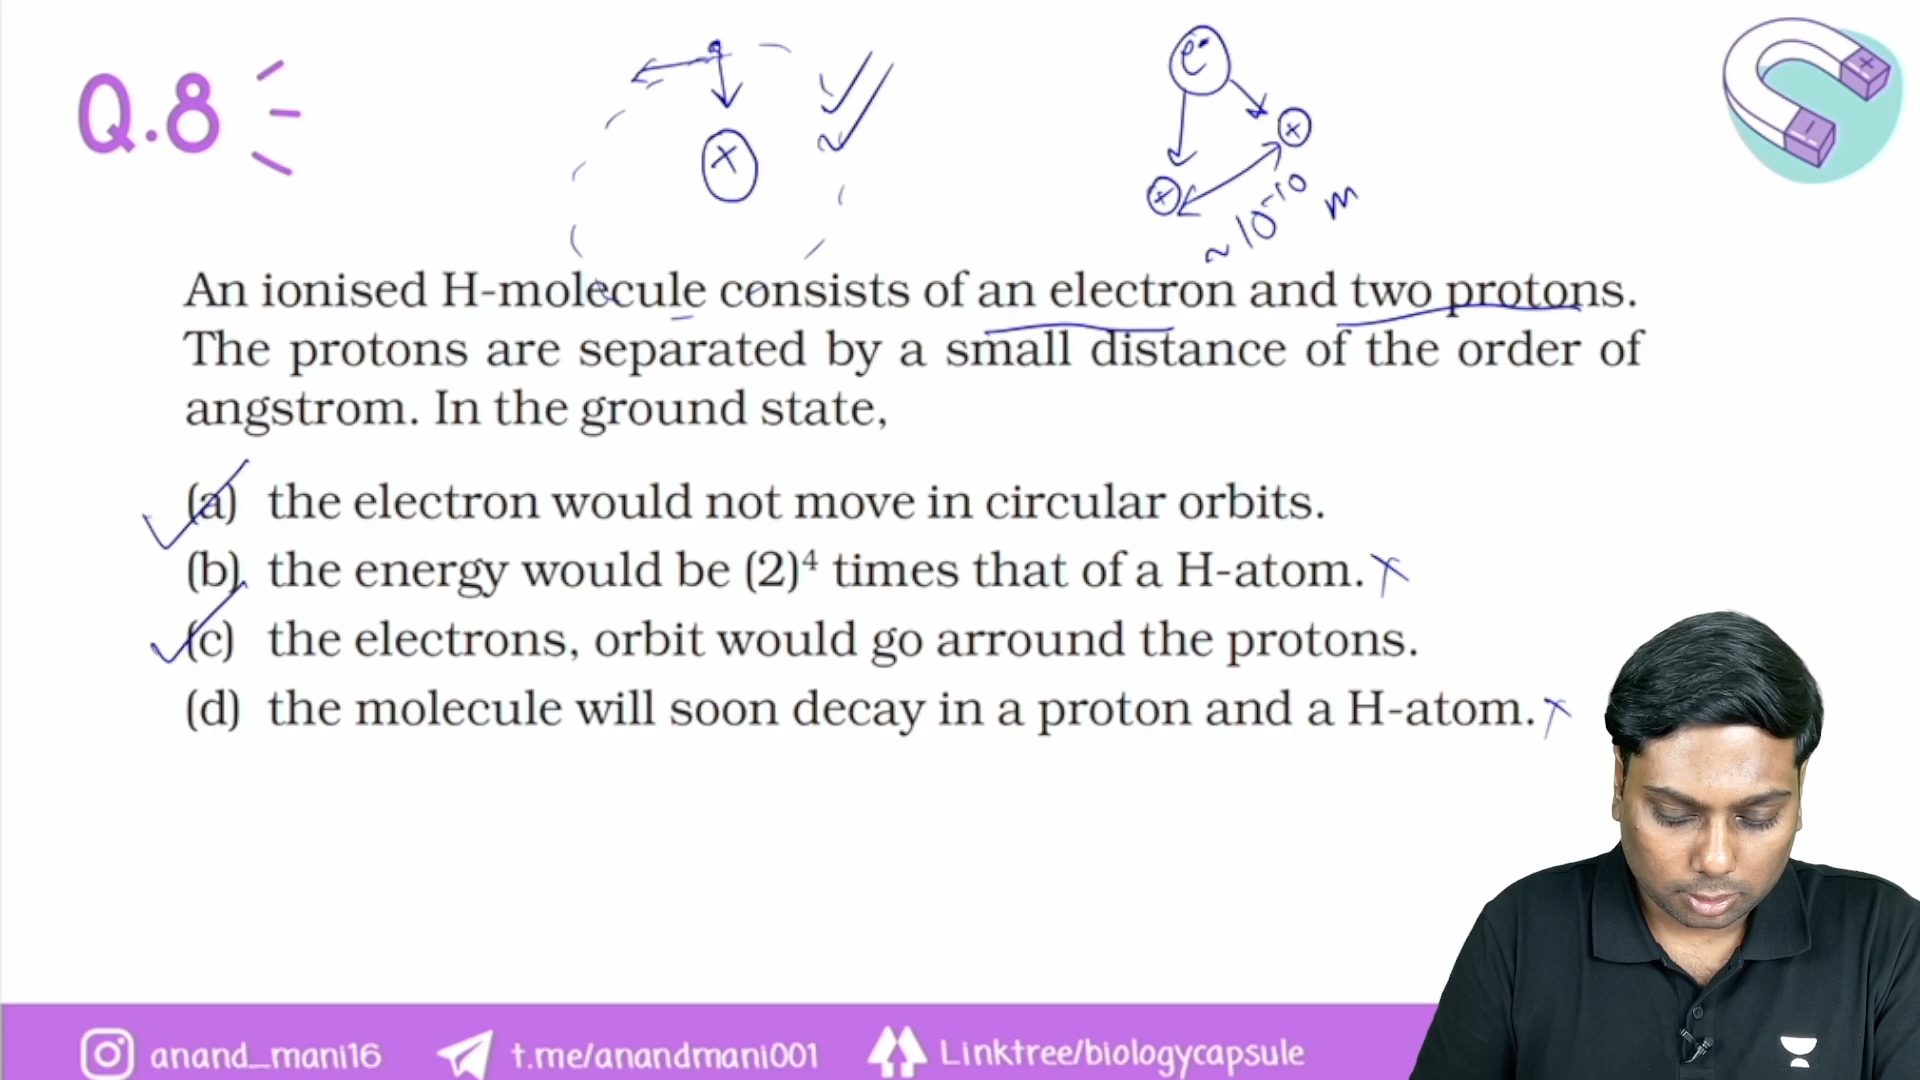 Q.8
+
-
e-
x
+
+
~ 10-10 m
An ionised H-molecule consists of an electron and two protons.
The protons are separated by a small distance of the order of
angstrom. In the ground state,
(a) the electron would not move in circular orbits.
(b) the energy would be (2)⁴ times that of a H-atom. x
(c) the electrons, orbit would go arround the protons.
(d) the molecule will soon decay in a proton and a H-atom. x
anand_mani16
t.me/anandmani001
Linktree/biologycapsule